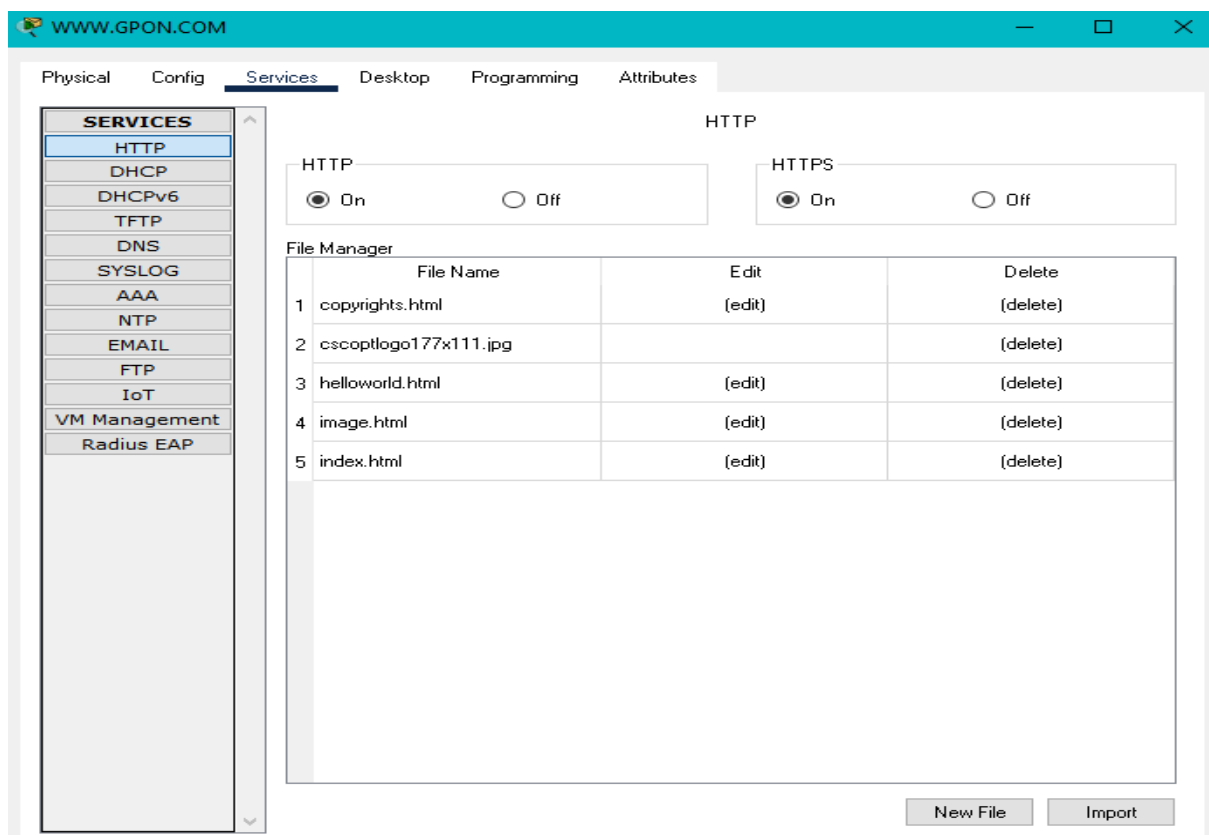 WWW.GPON.COM
Physical Config Services Desktop Programming Attributes
SERVICES
HTTP
DHCP
DHCPv6
TFTP
DNS
SYSLOG
AAA
NTP
EMAIL
FTP
IoT
VM Management
Radius EAP
HTTP
HTTP
On Off
HTTPS
On Off
File Manager
File Name Edit Delete
1 copyrights.html (edit) (delete)
2 cscoptlogo177x111.jpg (delete)
3 helloworld.html (edit) (delete)
4 image.html (edit) (delete)
5 index.html (edit) (delete)
New File Import